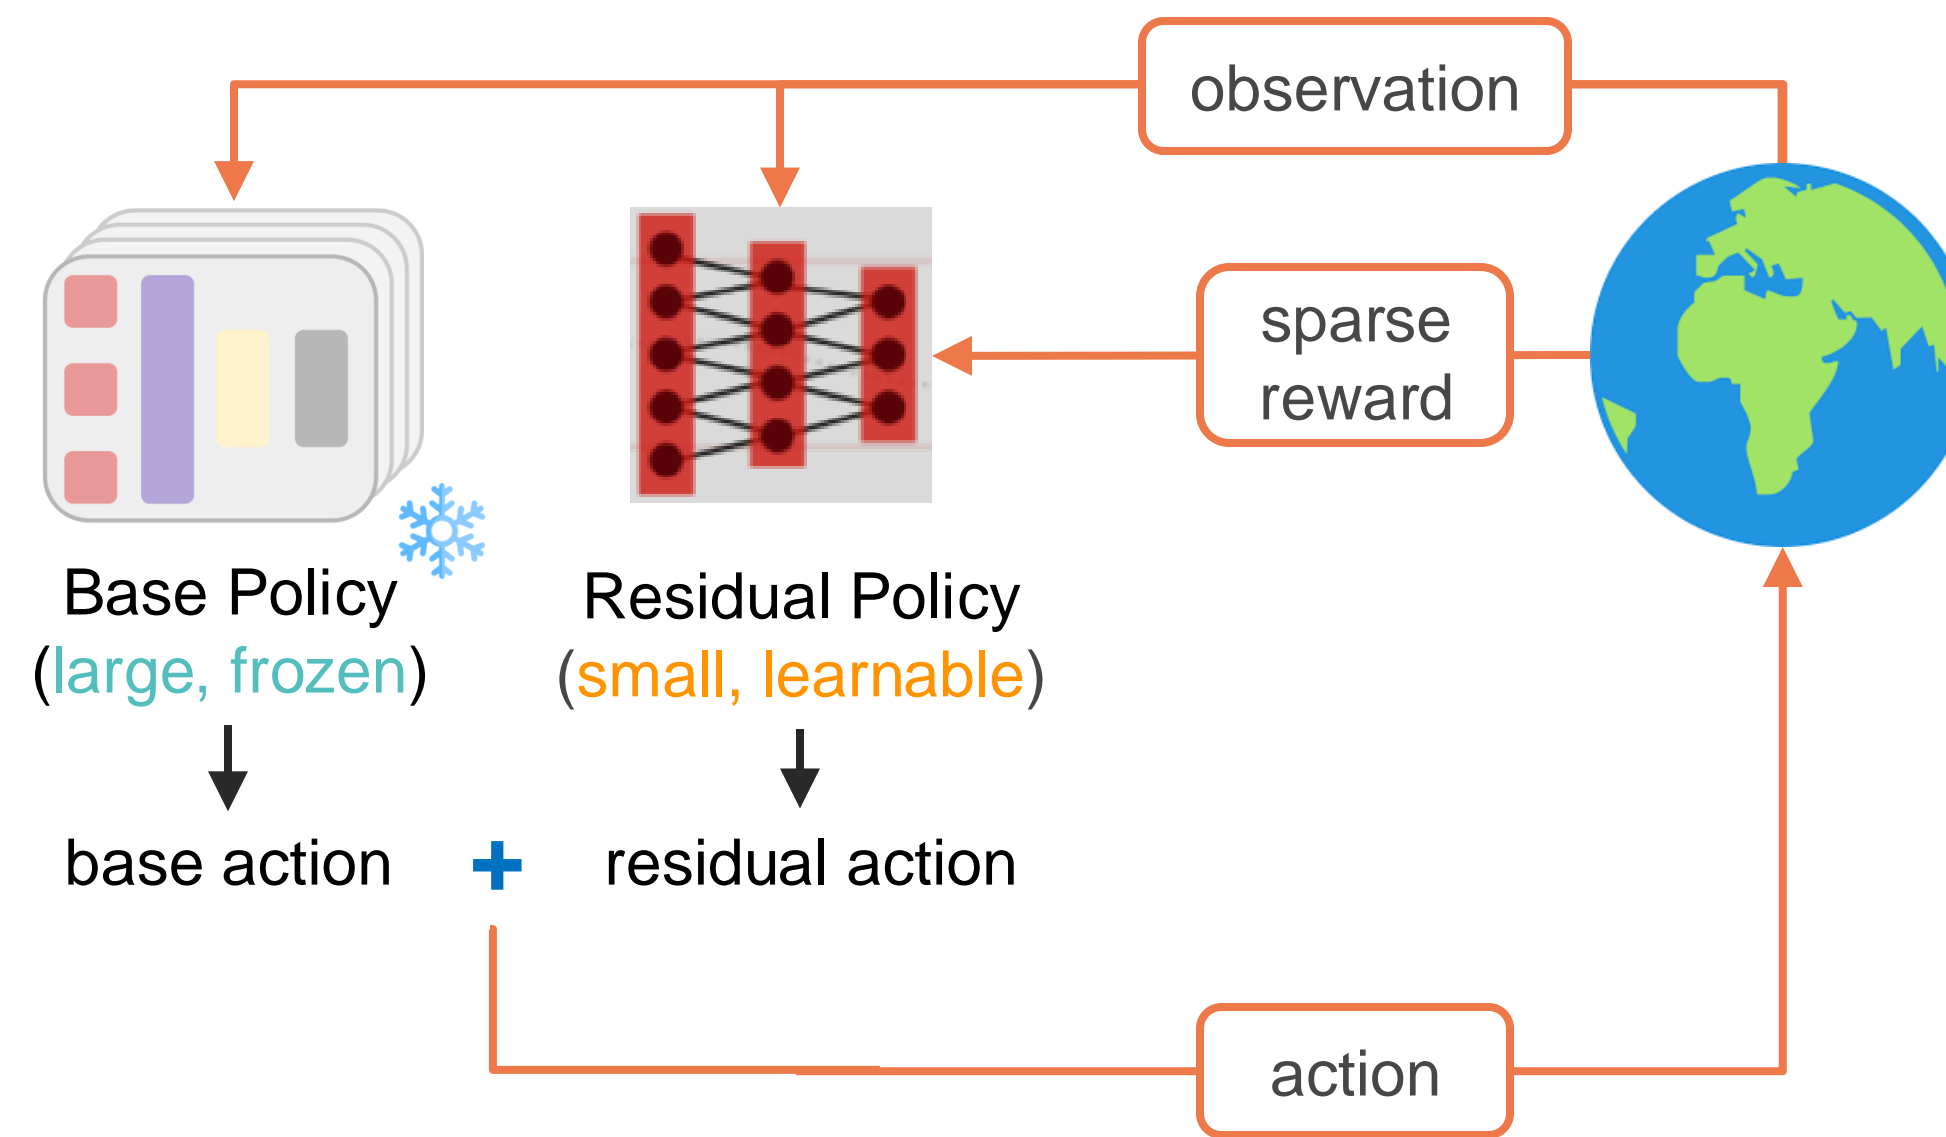 observation
sparse
reward
Base Policy
(large, frozen)
Residual Policy
(small, learnable)
base action + residual action
action